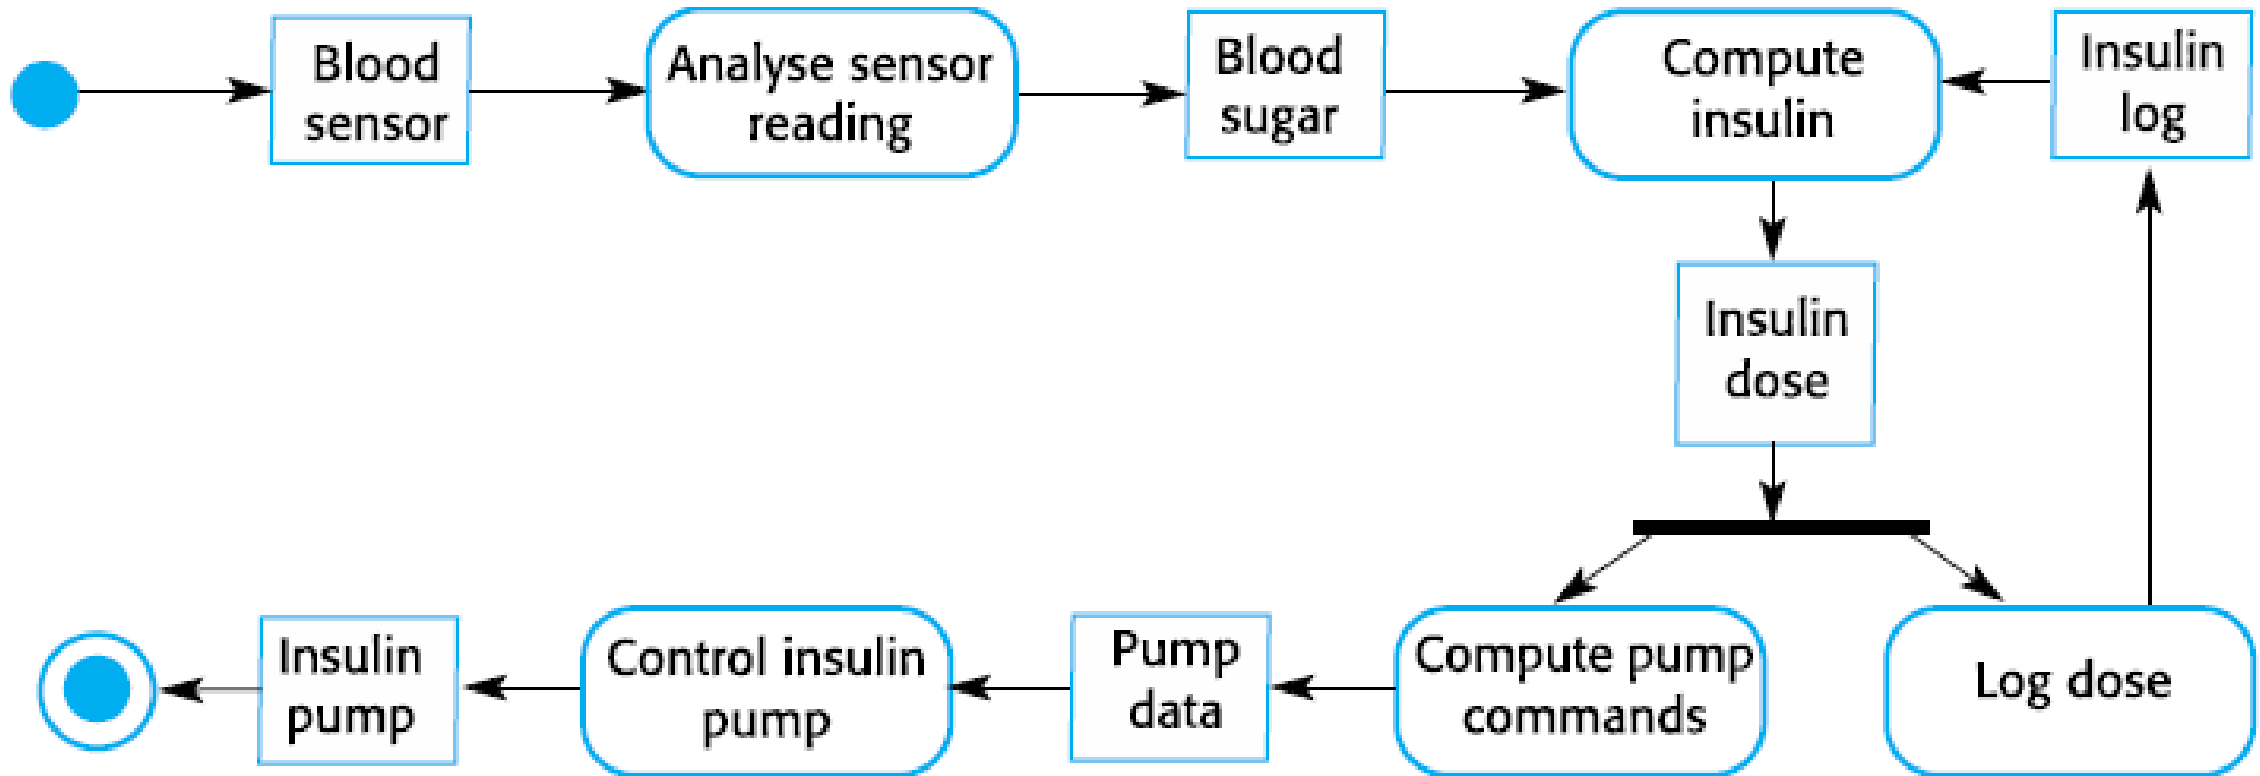 Blood
sensor
Analyse sensor
reading
Blood
sugar
Compute
insulin
Insulin
log
Insulin
dose
Insulin
pump
Control insulin
pump
Pump
data
Compute pump
commands
Log dose